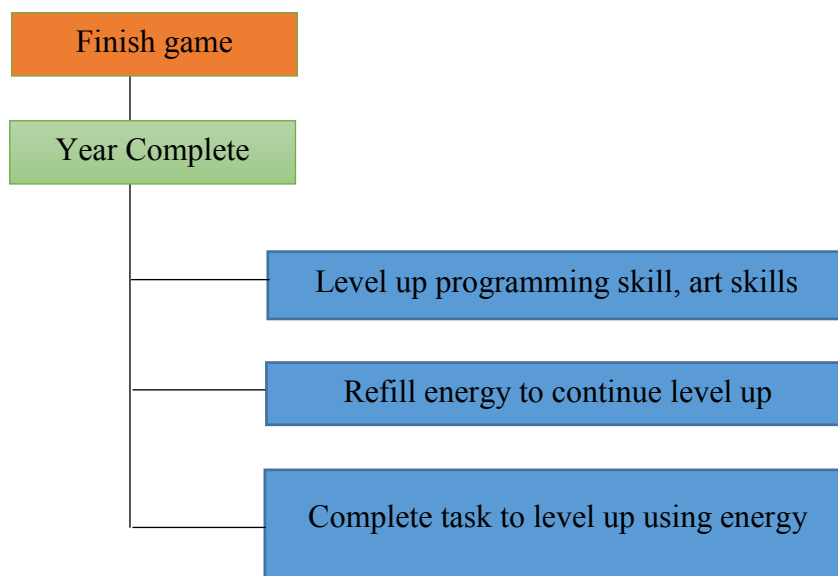 Finish game
Year Complete
Level up programming skill, art skills
Refill energy to continue level up
Complete task to level up using energy